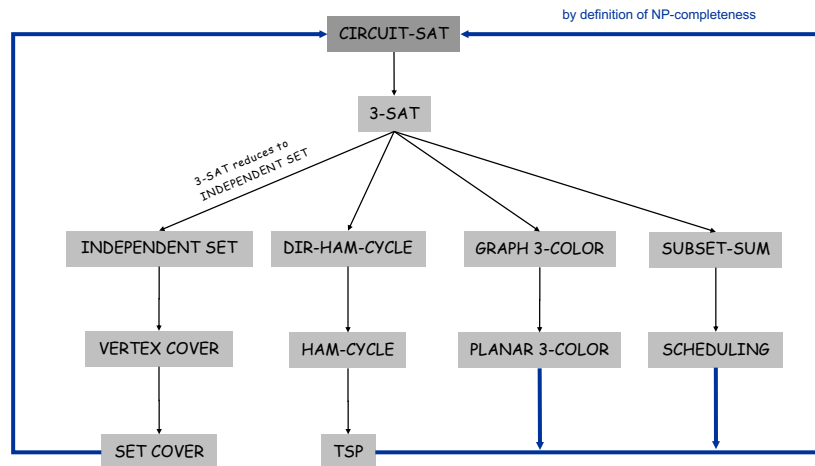 by definition of NP-completeness
CIRCUIT-SAT
3-SAT
3-SAT reduces to
INDEPENDENT SET
INDEPENDENT SET
DIR-HAM-CYCLE
GRAPH 3-COLOR
SUBSET-SUM
VERTEX COVER
HAM-CYCLE
PLANAR 3-COLOR
SCHEDULING
SET COVER
TSP